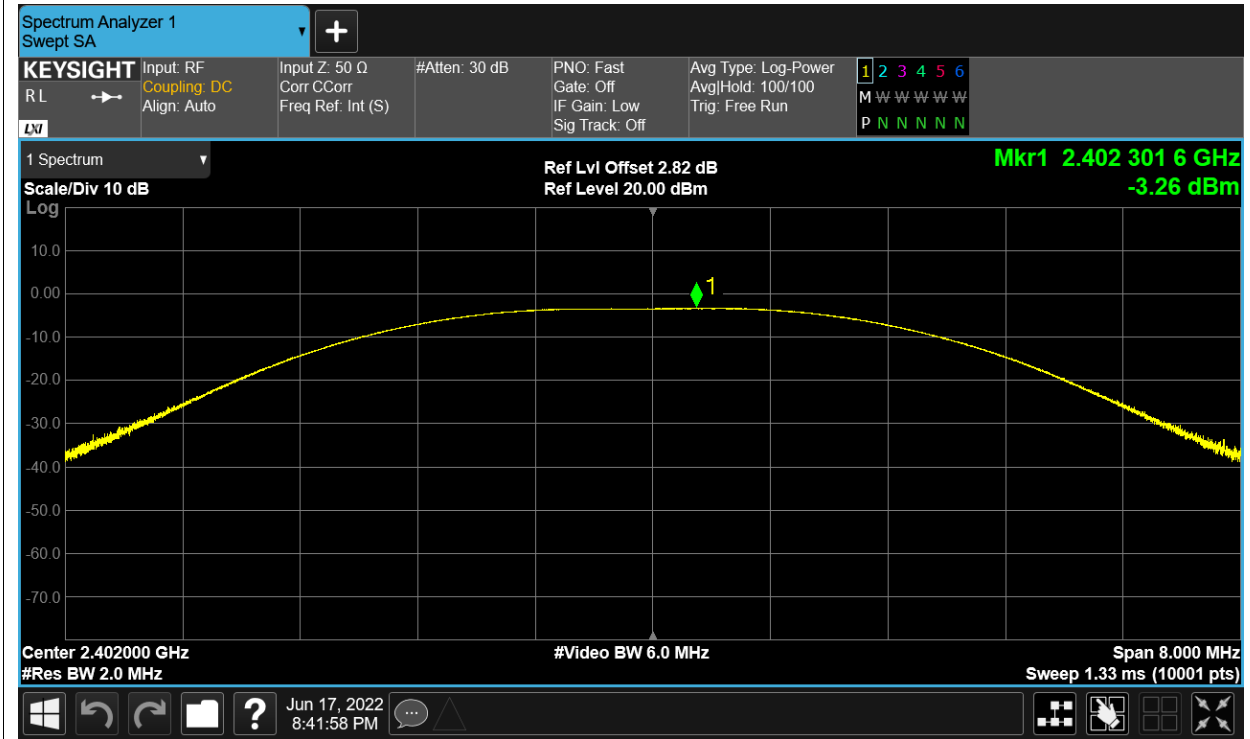 Spectrum Analyzer 1
Swept SA
KEYSIGHT
R L
LXI
Input: RF
Coupling: DC
Align: Auto
Input Z: 50 Ω
Corr CCorr
Freq Ref: Int (S)
#Atten: 30 dB
PNO: Fast
Gate: Off
IF Gain: Low
Sig Track: Off
Avg Type: Log-Power
Avg|Hold: 100/100
Trig: Free Run
1 2 3 4 5 6
M W W W W W
P N N N N N
1 Spectrum
Scale/Div 10 dB
Log
Ref Lvl Offset 2.82 dB
Ref Level 20.00 dBm
Mkr1 2.402 301 6 GHz
-3.26 dBm
1
10.0
0.00
-10.0
-20.0
-30.0
-40.0
-50.0
-60.0
-70.0
Center 2.402000 GHz
#Res BW 2.0 MHz
#Video BW 6.0 MHz
Span 8.000 MHz
Sweep 1.33 ms (10001 pts)
?
Jun 17, 2022
8:41:58 PM